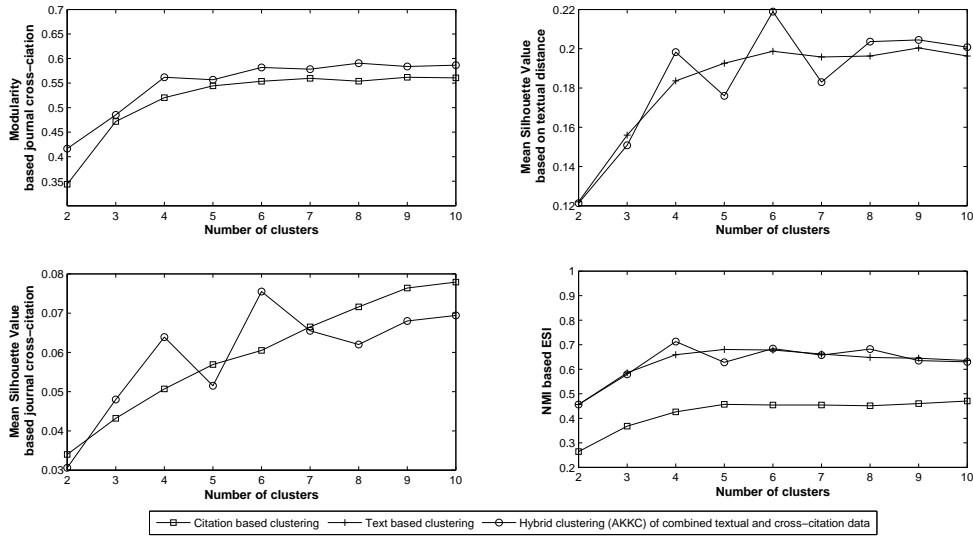 0.7
0.65
0.6
0.55
0.5
0.45
0.4
0.35
Modularity
based journal cross−ciation
2 3 4 5 6 7 8 9 10
Number of clusters
0.22
0.2
0.18
0.16
0.14
0.12
Mean Silhouette Value
based on textual distance
2 3 4 5 6 7 8 9 10
Number of clusters
0.08
0.07
0.06
0.05
0.04
0.03
Mean Silhouette Value
based journal cross−citation
2 3 4 5 6 7 8 9 10
Number of clusters
1
0.9
0.8
0.7
0.6
0.5
0.4
0.3
0.2
NMI based ESI
2 3 4 5 6 7 8 9 10
Number of clusters
Citation based clustering Text based clustering Hybrid clustering (AKKC) of combined textual and cross−citation data